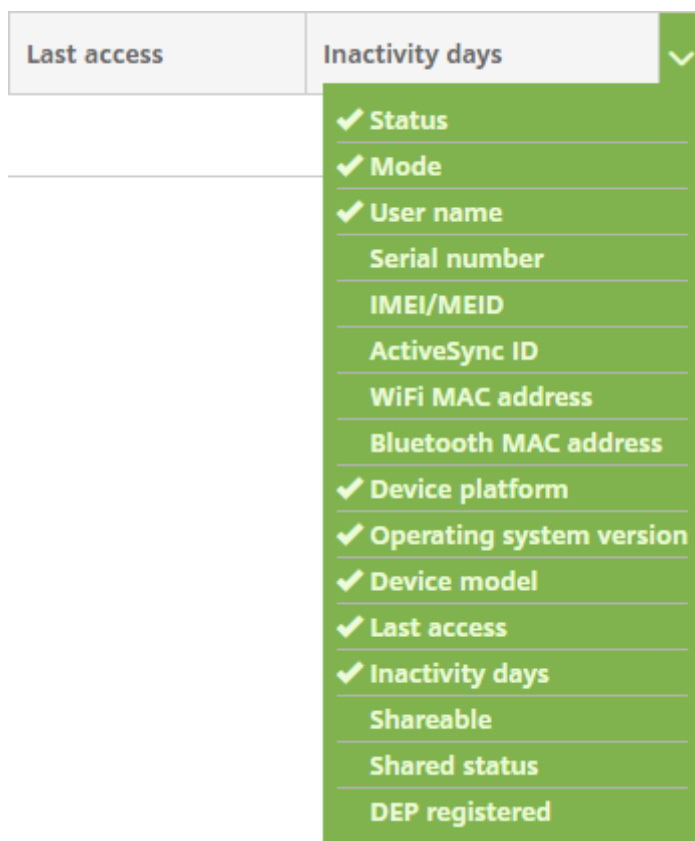 Last access Inactivity days
Status
Mode
User name
Serial number
IMEI/MEID
ActiveSync ID
WiFi MAC address
Bluetooth MAC address
Device platform
Operating system version
Device model
Last access
Inactivity days
Shareable
Shared status
DEP registered